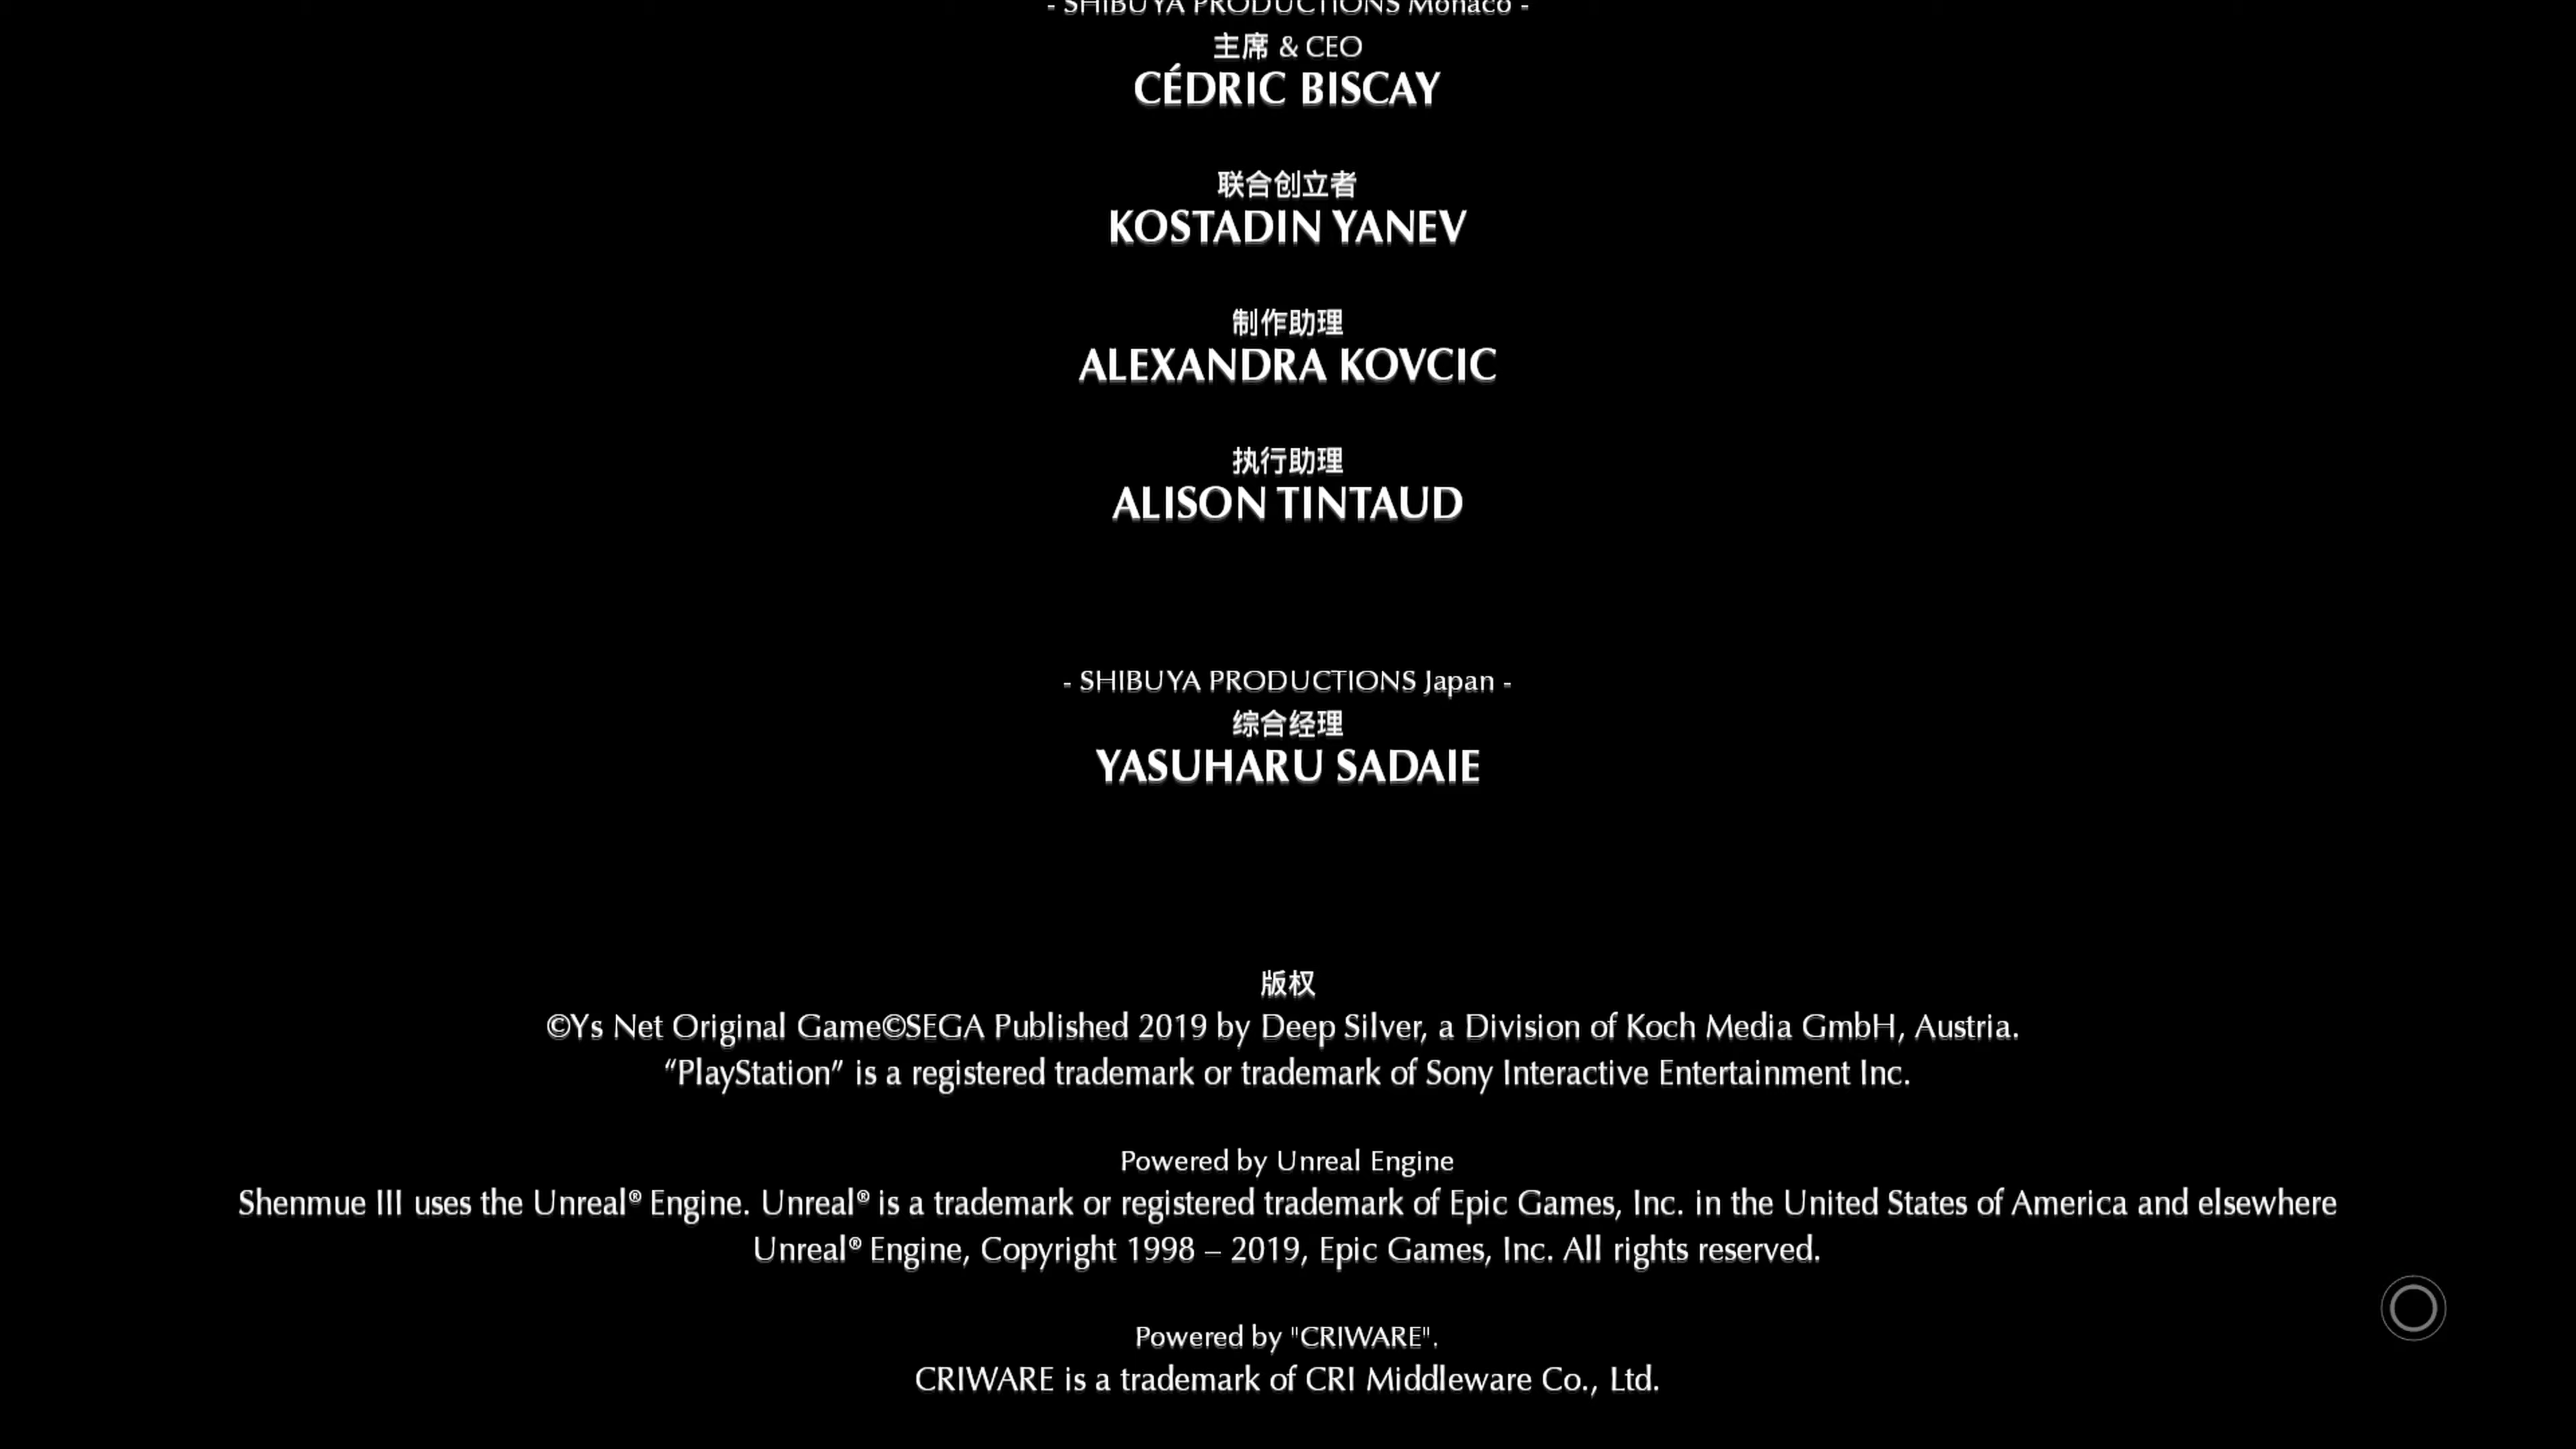 - SHIBUYA PRODUCTIONS Monaco -
主席 & CEO
CÉDRIC BISCAY
联合创立者
KOSTADIN YANEV
制作助理
ALEXANDRA KOVCIC
执行助理
ALISON TINTAUD
- SHIBUYA PRODUCTIONS Japan -
综合经理
YASUHARU SADAIE
版权
©Ys Net Original Game©SEGA Published 2019 by Deep Silver, a Division of Koch Media GmbH, Austria.
“PlayStation” is a registered trademark or trademark of Sony Interactive Entertainment Inc.
Powered by Unreal Engine
Shenmue III uses the Unreal® Engine. Unreal® is a trademark or registered trademark of Epic Games, Inc. in the United States of America and elsewhere
Unreal® Engine, Copyright 1998 – 2019, Epic Games, Inc. All rights reserved.
Powered by "CRIWARE".
CRIWARE is a trademark of CRI Middleware Co., Ltd.